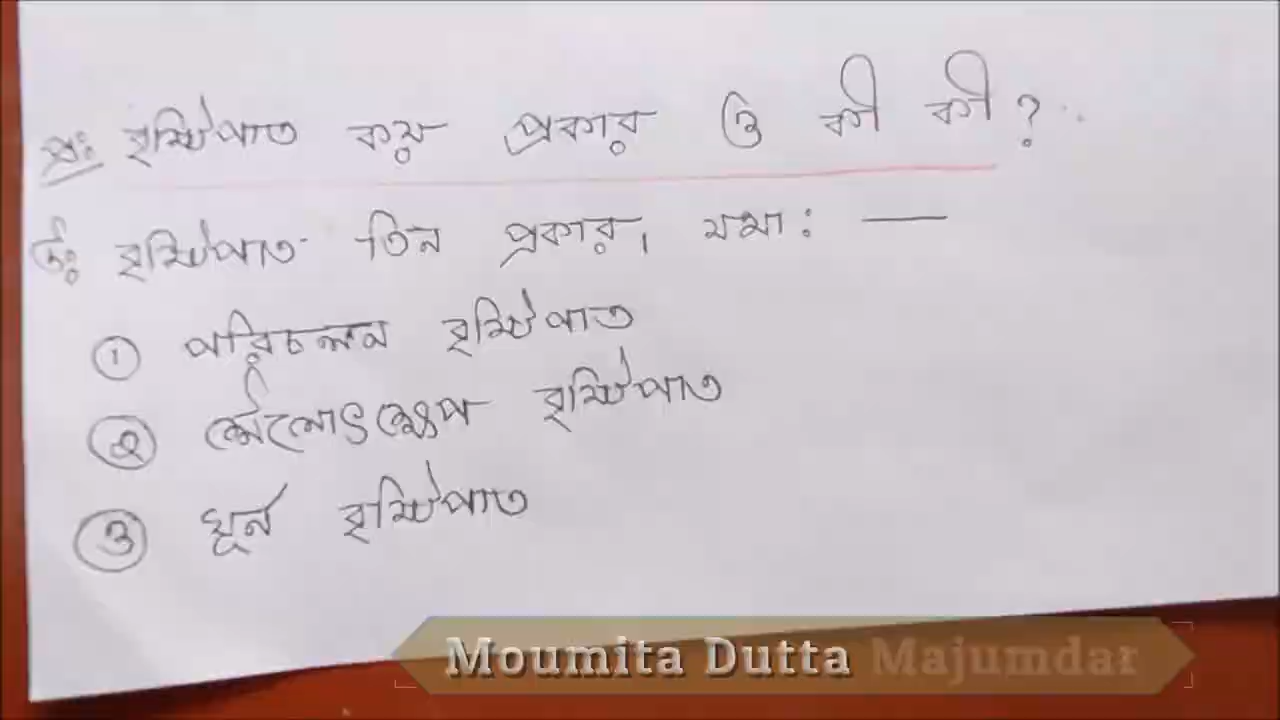 প্রঃ বৃষ্টিপাত কয় প্রকার ও কী কী?
উঃ বৃষ্টিপাত তিন প্রকার। যথা : —
① পরিচলন বৃষ্টিপাত
② শৈলোৎক্ষেপ বৃষ্টিপাত
③ ঘূর্ন বৃষ্টিপাত
Moumita Dutta Majumdar